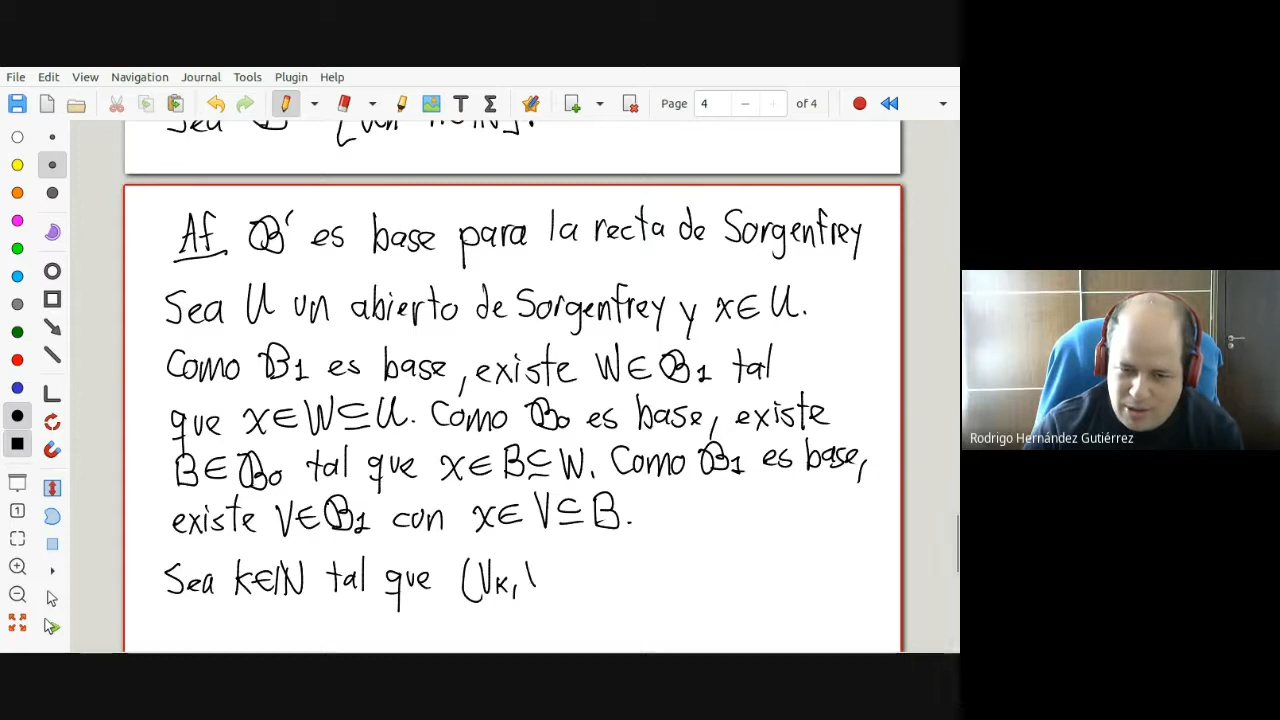 File Edit View Navigation Journal Tools Plugin Help
Page 4 of 4
Af. B' es base para la recta de Sorgenfrey
Sea U un abierto de Sorgenfrey y x∈U.
Como B1 es base, existe W∈B1 tal
que x∈W⊆U. Como B0 es base, existe
B∈B0 tal que x∈B⊆W. Como B1 es base,
existe V∈B1 con x∈V⊆B.
Sea k∈ℕ tal que (Vk,
Rodrigo Hernández Gutiérrez